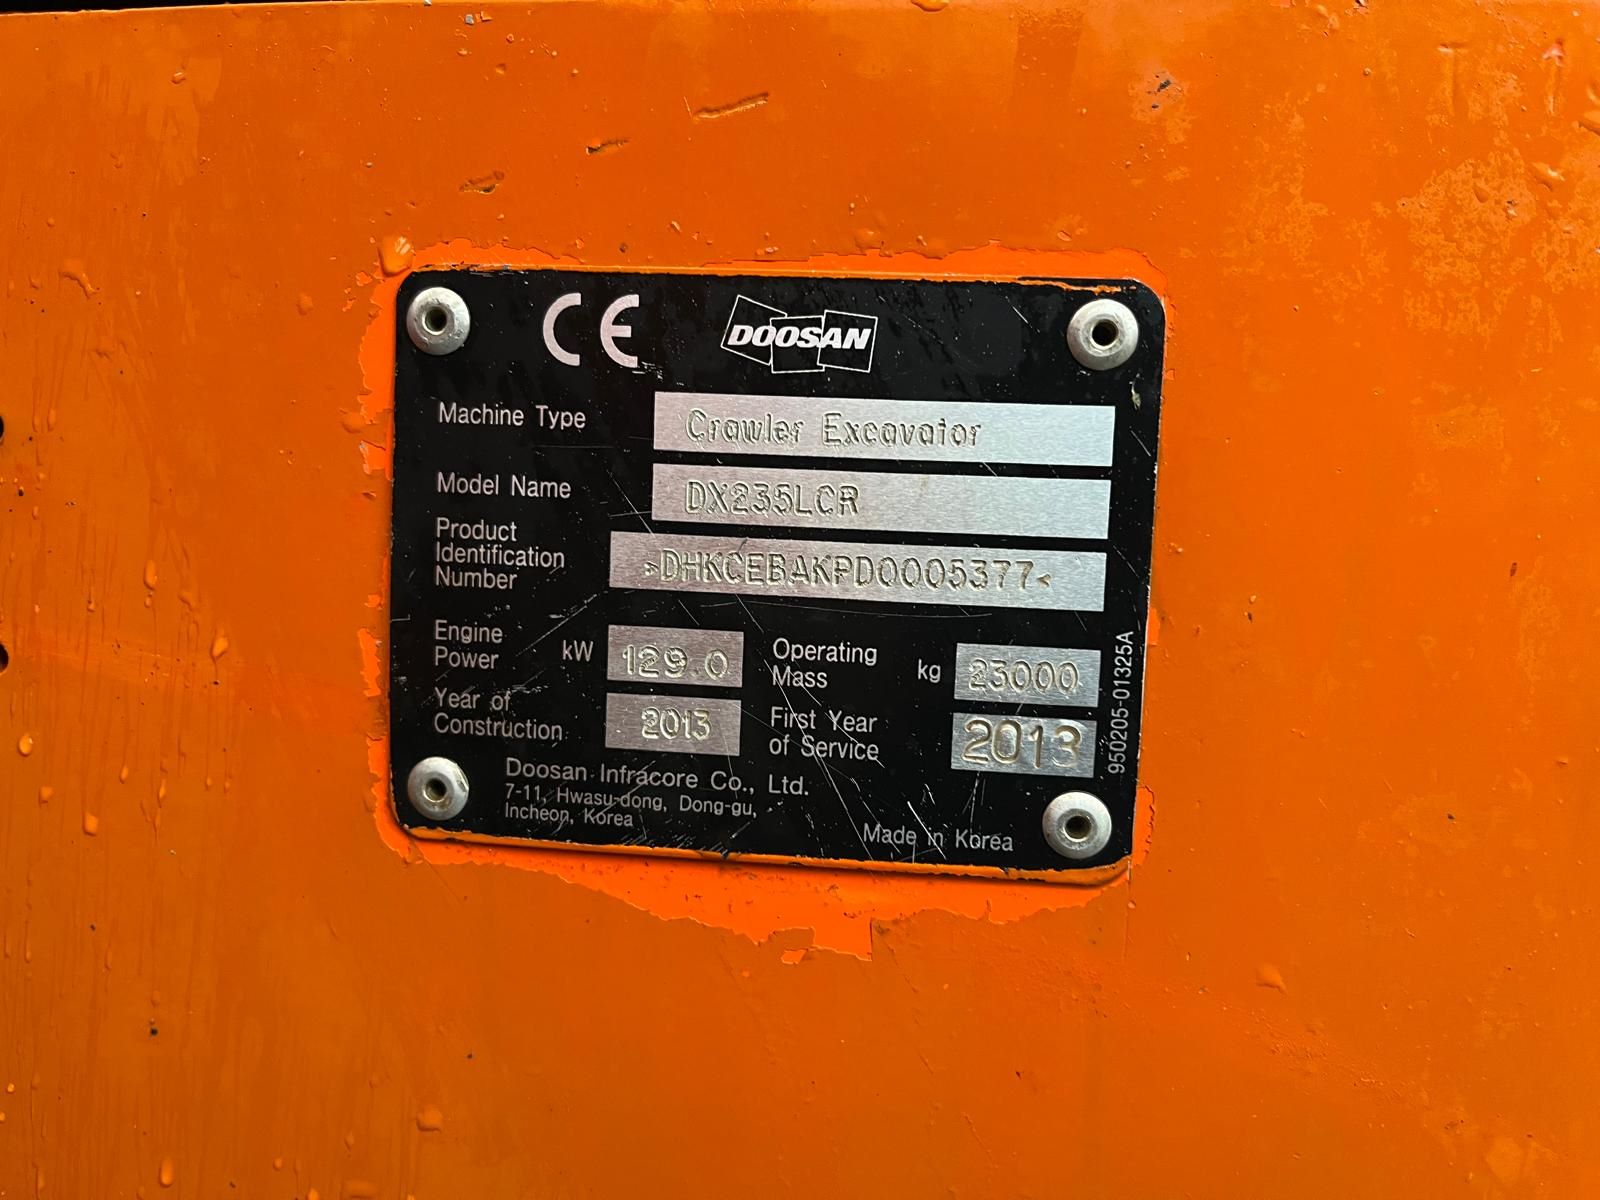 CE DOOSAN
Machine Type Crawler Excavator
Model Name DX235LCR
Product
Identification
Number >DHKCEBAKPD0005377<
Engine
Power kW 129.0 Operating
Mass kg 23000
Year of
Construction 2013 First Year
of Service 2013
Doosan Infracore Co., Ltd.
7-11, Hwasu-dong, Dong-gu,
Incheon, Korea
Made in Korea
950205-01325A